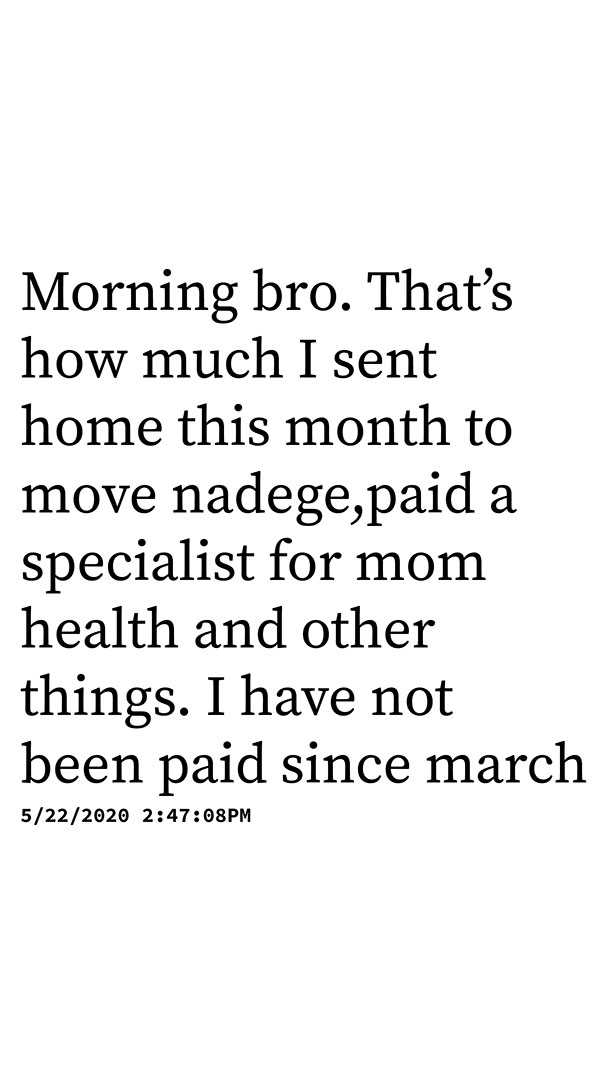 Morning bro. That’s
how much I sent
home this month to
move nadege,paid a
specialist for mom
health and other
things. I have not
been paid since march
5/22/2020 2:47:08PM